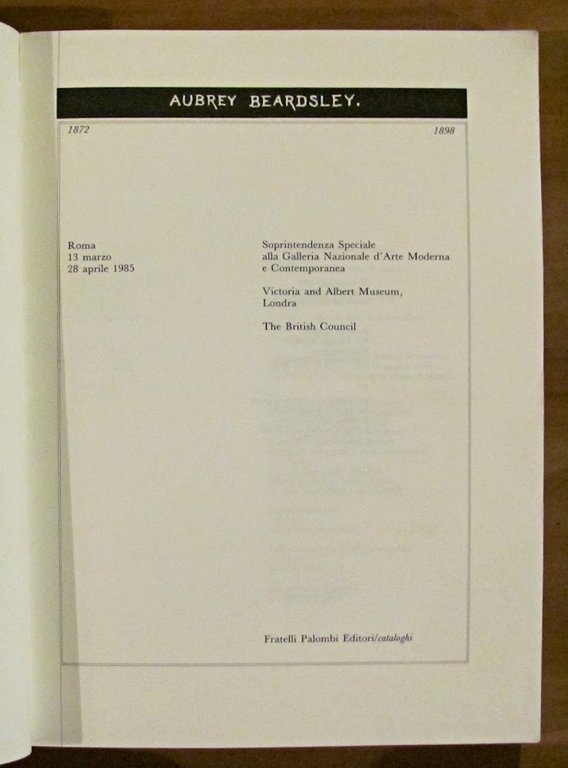 AUBREY BEARDSLEY.
1872 1898
Roma
13 marzo
28 aprile 1985
Soprintendenza Speciale
alla Galleria Nazionale d'Arte Moderna
e Contemporanea
Victoria and Albert Museum,
Londra
The British Council
Fratelli Palombi Editori/cataloghi